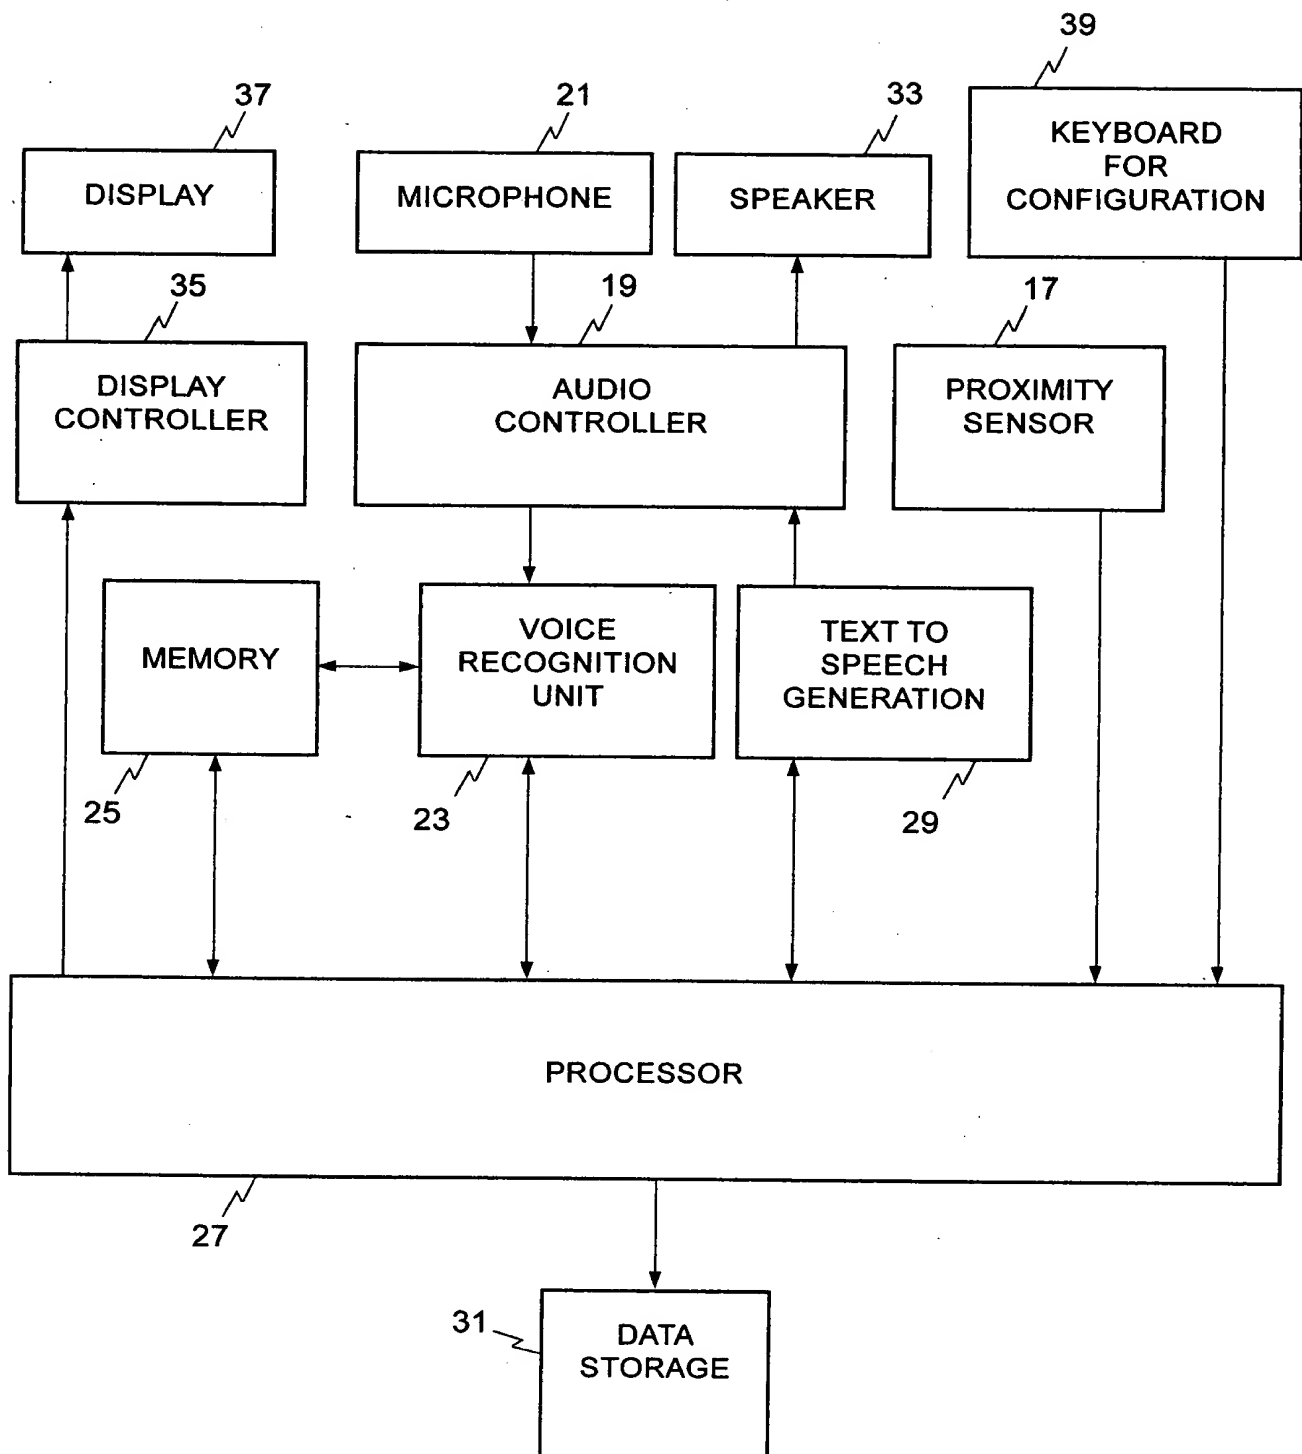 39
37
21
33
KEYBOARD
FOR
CONFIGURATION
DISPLAY
MICROPHONE
SPEAKER
35
19
17
DISPLAY
CONTROLLER
AUDIO
CONTROLLER
PROXIMITY
SENSOR
MEMORY
VOICE
RECOGNITION
UNIT
TEXT TO
SPEECH
GENERATION
25
23
29
PROCESSOR
27
31
DATA
STORAGE